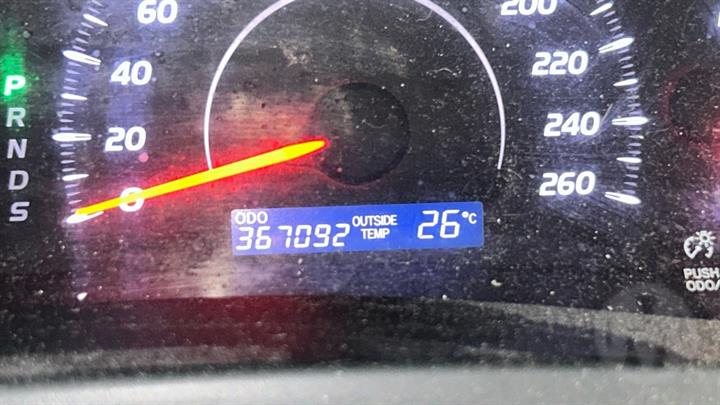 60
40
20
0
P
R
N
D
S
200
220
240
260
ODO
367092
OUTSIDE
TEMP
26°C
PUSH
ODO/